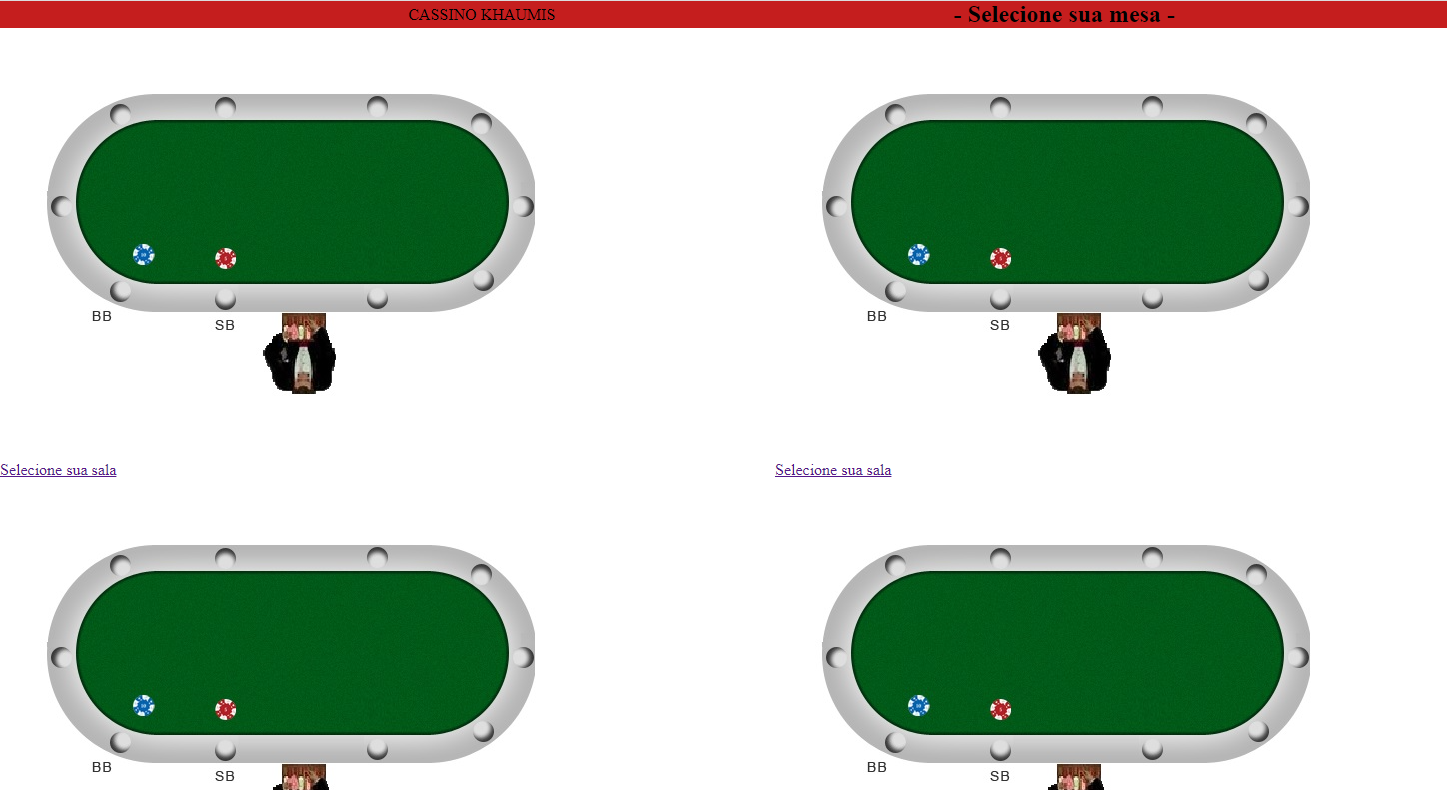 CASSINO KHAUMIS - Selecione sua mesa -
BB SB
BB SB
Selecione sua sala Selecione sua sala
BB SB
BB SB